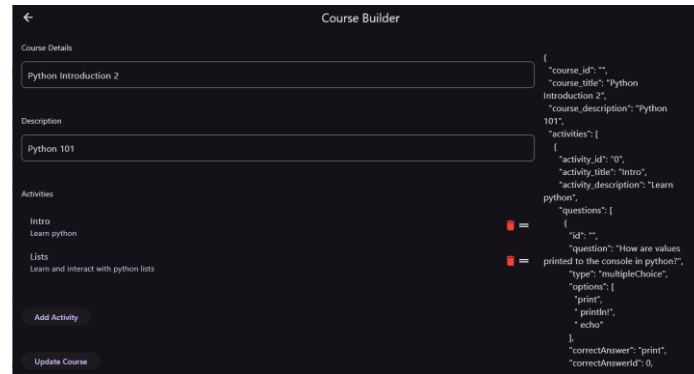 Course Builder
Course Details
Python Introduction 2
Description
Python 101
Activities
Intro
Learn python
Lists
Learn and interact with python lists
Add Activity
Update Course
{
"course_id": "",
"course_title": "Python
Introduction 2",
"course_description": "Python
101",
"activities": [
{
"activity_id": "0",
"activity_title": "Intro",
"activity_description": "Learn
python",
"questions": [
{
"id": "",
"question": "How are values
printed to the console in python?",
"type": "multipleChoice",
"options": [
"print",
" println!",
" echo"
],
"correctAnswer": "print",
"correctAnswerId": 0,